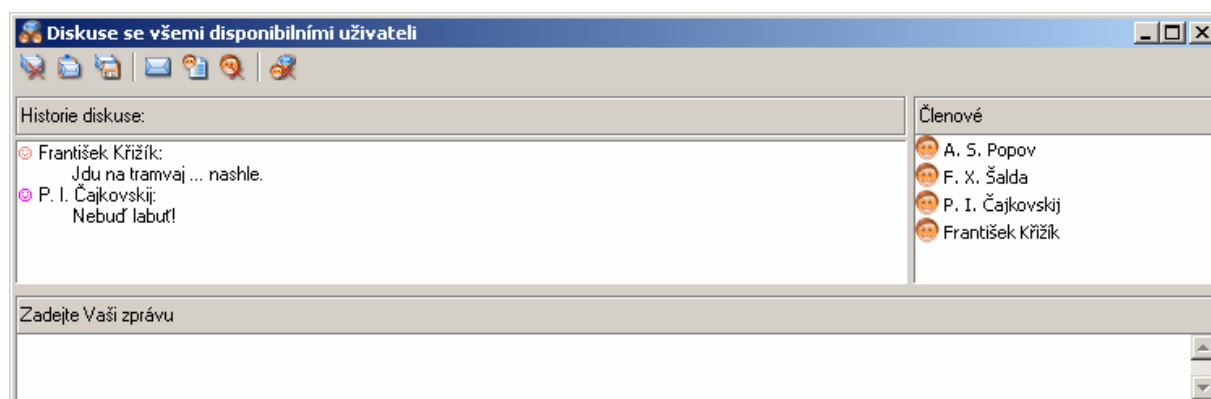 Diskuse se všemi disponibilními uživateli
Historie diskuse:
František Křižík:
Jdu na tramvaj ... nashle.
P. I. Čajkovskij:
Nebuď labuť!
Členové
A. S. Popov
F. X. Šalda
P. I. Čajkovskij
František Křižík
Zadejte Vaši zprávu